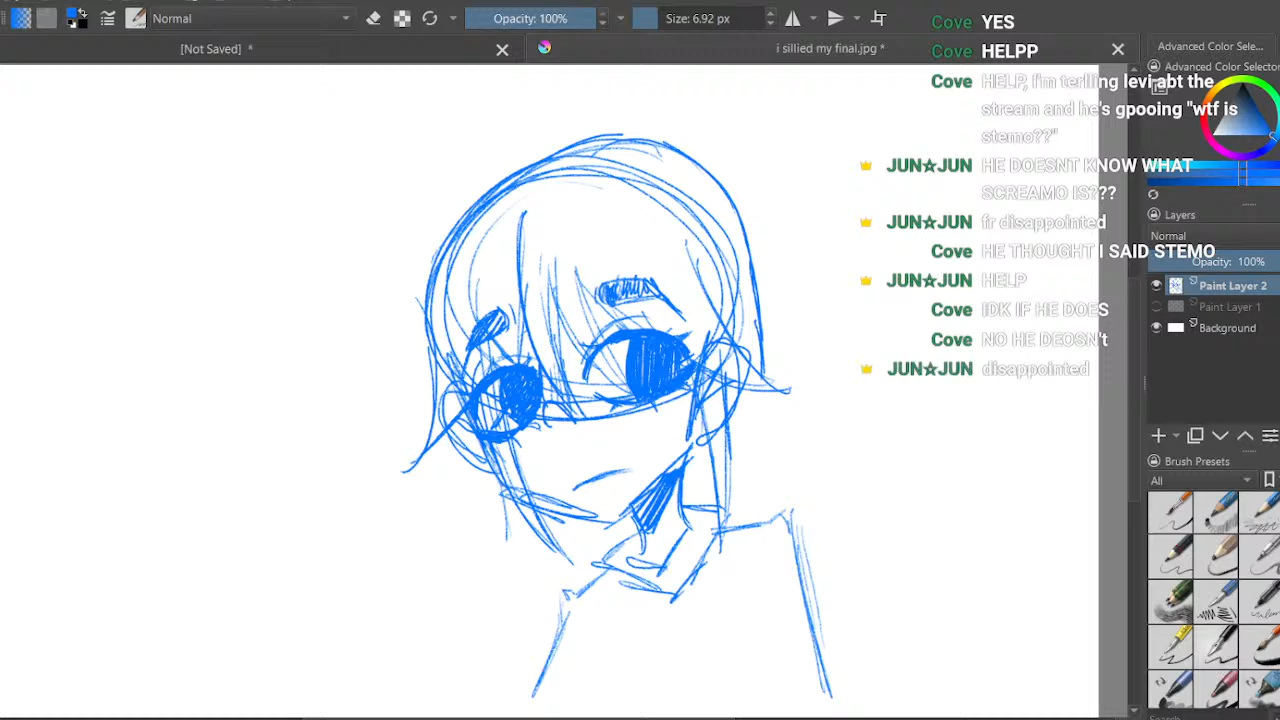 Normal
Opacity: 100%
Size: 6.92 px
[Not Saved] *
i sillied my final.jpg *
Cove YES
Cove HELPP
Cove HELP, I'm terlling levi abt the
stream and he's gpooing "wtf is
stemo??"
JUN☆JUN HE DOESNT KNOW WHAT
SCREAMO IS???
JUN☆JUN fr disappointed
Cove HE THOUGHT I SAID STEMO
JUN☆JUN HELP
Cove IDK IF HE DOES
Cove NO HE DEOSN't
JUN☆JUN disappointed
Advanced Color Sele...
Advanced Color Selector
Layers
Normal
Opacity: 100%
Paint Layer 2
Paint Layer 1
Background
Brush Presets
All